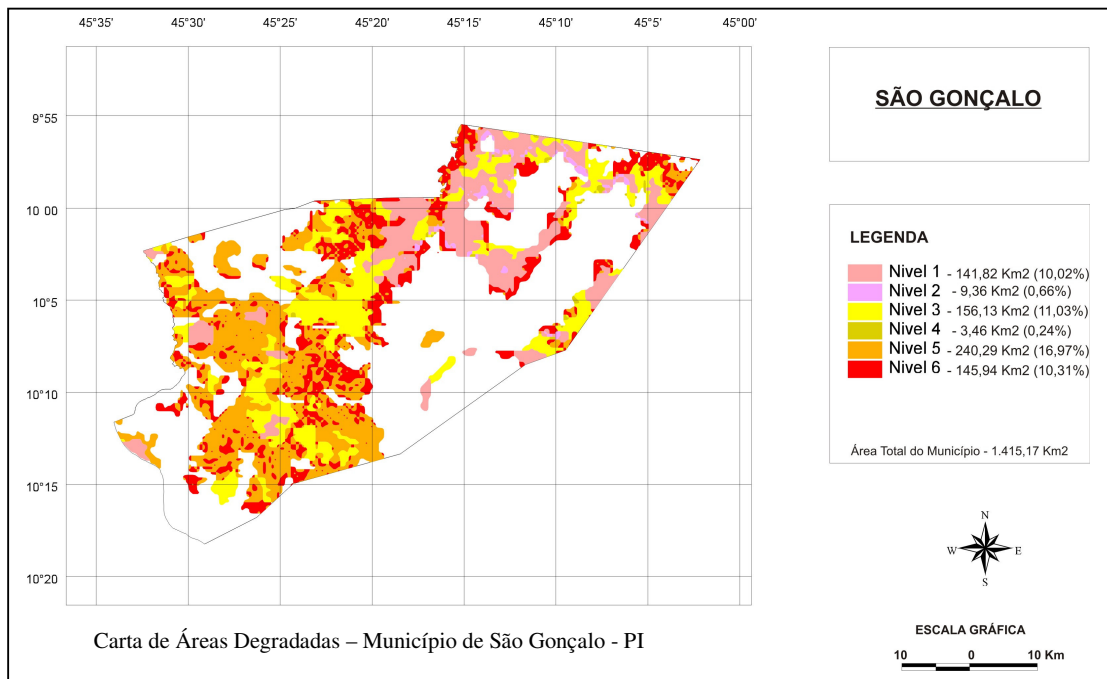 45°35' 45°30' 45°25' 45°20' 45°15' 45°10' 45°5' 45°00'
9°55
10 00
10°5
10°10
10°15
10°20
Carta de Áreas Degradadas – Município de São Gonçalo - PI
SÃO GONÇALO
LEGENDA
Nivel 1 - 141,82 Km2 (10,02%)
Nivel 2 - 9,36 Km2 (0,66%)
Nivel 3 - 156,13 Km2 (11,03%)
Nivel 4 - 3,46 Km2 (0,24%)
Nivel 5 - 240,29 Km2 (16,97%)
Nivel 6 - 145,94 Km2 (10,31%)
Área Total do Município - 1.415,17 Km2
N
W E
S
ESCALA GRÁFICA
10 0 10 Km